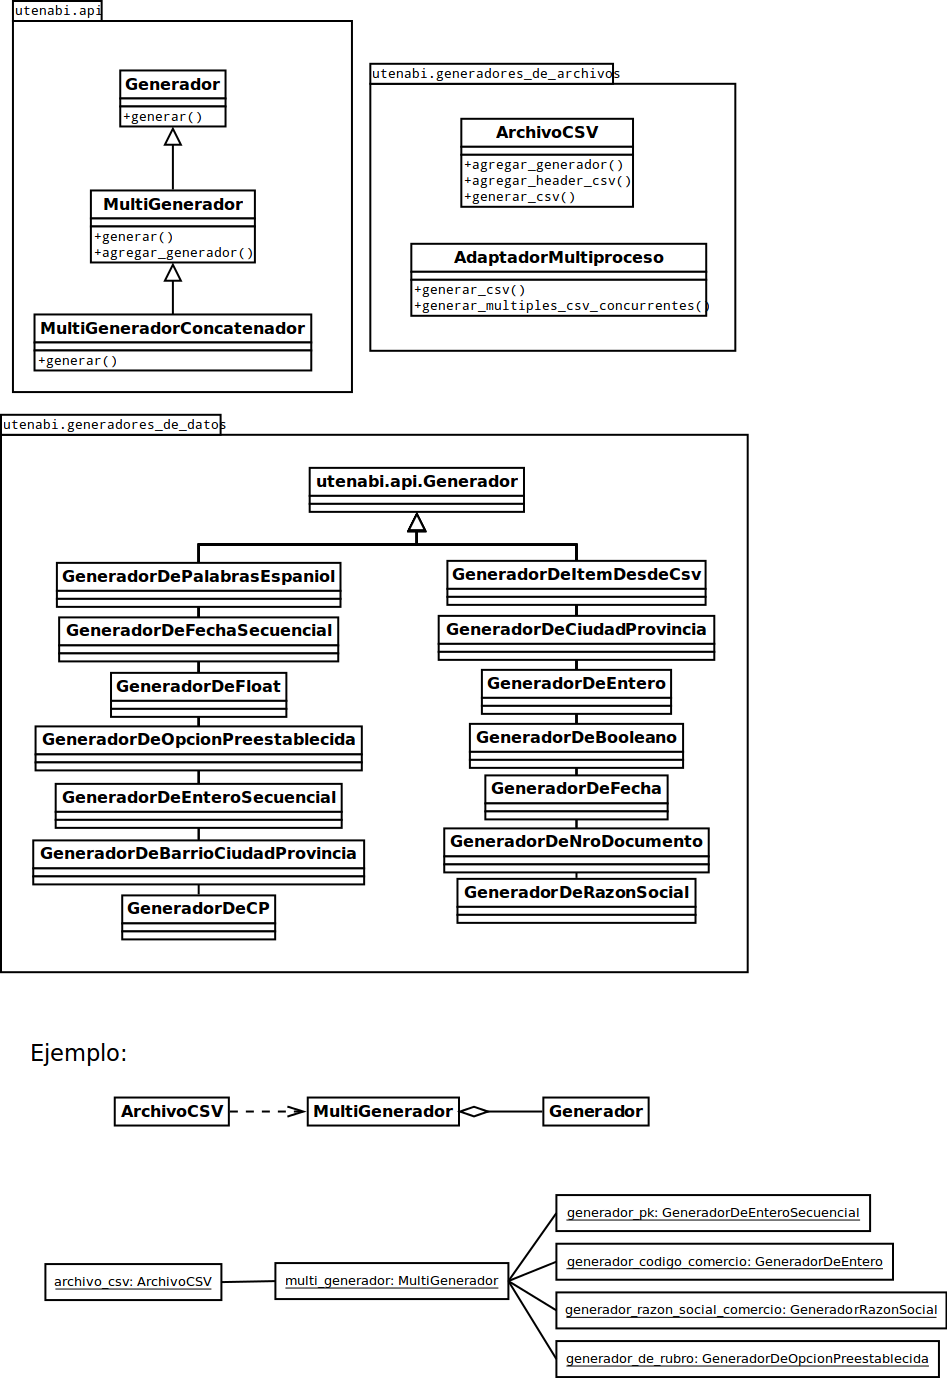 utenabi.api
Generador
+generar()
MultiGenerador
+generar()
+agregar_generador()
MultiGeneradorConcatenador
+generar()
utenabi.generadores_de_archivos
ArchivoCSV
+agregar_generador()
+agregar_header_csv()
+generar_csv()
AdaptadorMultiproceso
+generar_csv()
+generar_multiples_csv_concurrentes()
utenabi.generadores_de_datos
utenabi.api.Generador
GeneradorDePalabrasEspaniol
GeneradorDeFechaSecuencial
GeneradorDeFloat
GeneradorDeOpcionPreestablecida
GeneradorDeEnteroSecuencial
GeneradorDeBarrioCiudadProvincia
GeneradorDeCP
GeneradorDeItemDesdeCsv
GeneradorDeCiudadProvincia
GeneradorDeEntero
GeneradorDeBooleano
GeneradorDeFecha
GeneradorDeNroDocumento
GeneradorDeRazonSocial
Ejemplo:
ArchivoCSV
MultiGenerador
Generador
archivo_csv: ArchivoCSV
multi_generador: MultiGenerador
generador_pk: GeneradorDeEnteroSecuencial
generador_codigo_comercio: GeneradorDeEntero
generador_razon_social_comercio: GeneradorRazonSocial
generador_de_rubro: GeneradorDeOpcionPreestablecida